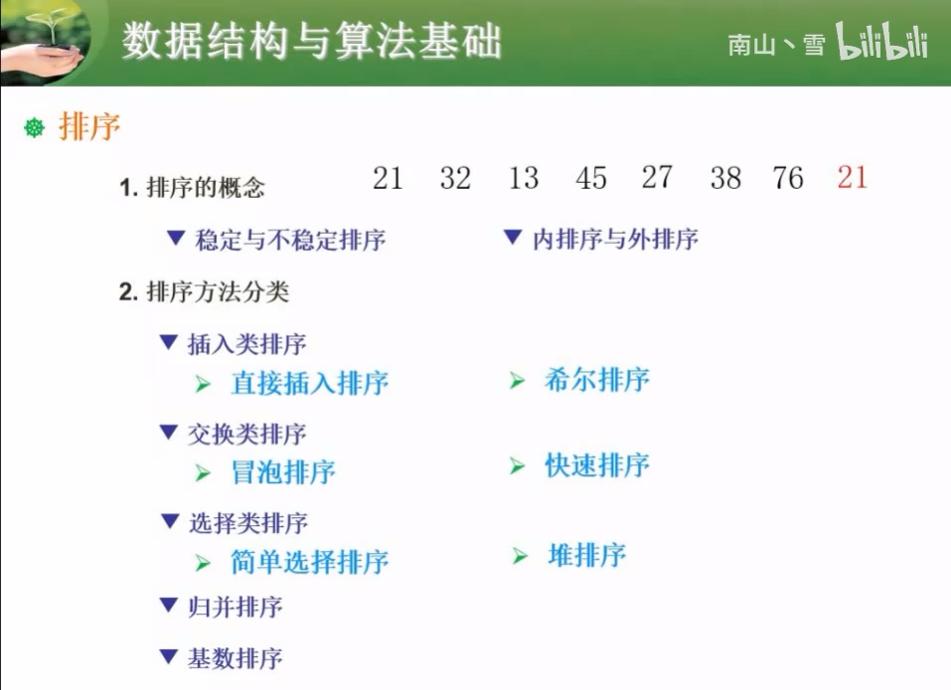 数据结构与算法基础
南山丶雪 bilibili
排序
1. 排序的概念 21 32 13 45 27 38 76 21
稳定与不稳定排序 内排序与外排序
2. 排序方法分类
插入类排序
直接插入排序 希尔排序
交换类排序
冒泡排序 快速排序
选择类排序
简单选择排序 堆排序
归并排序
基数排序